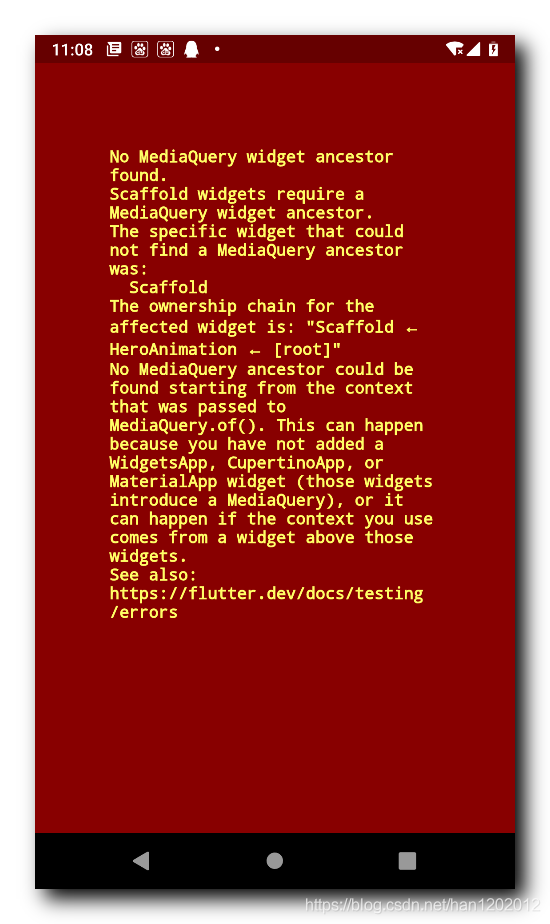 11:08
No MediaQuery widget ancestor
found.
Scaffold widgets require a
MediaQuery widget ancestor.
The specific widget that could
not find a MediaQuery ancestor
was:
  Scaffold
The ownership chain for the
affected widget is: "Scaffold ←
HeroAnimation ← [root]"
No MediaQuery ancestor could be
found starting from the context
that was passed to
MediaQuery.of(). This can happen
because you have not added a
WidgetsApp, CupertinoApp, or
MaterialApp widget (those widgets
introduce a MediaQuery), or it
can happen if the context you use
comes from a widget above those
widgets.
See also:
https://flutter.dev/docs/testing
/errors
https://blog.csdn.net/han1202012